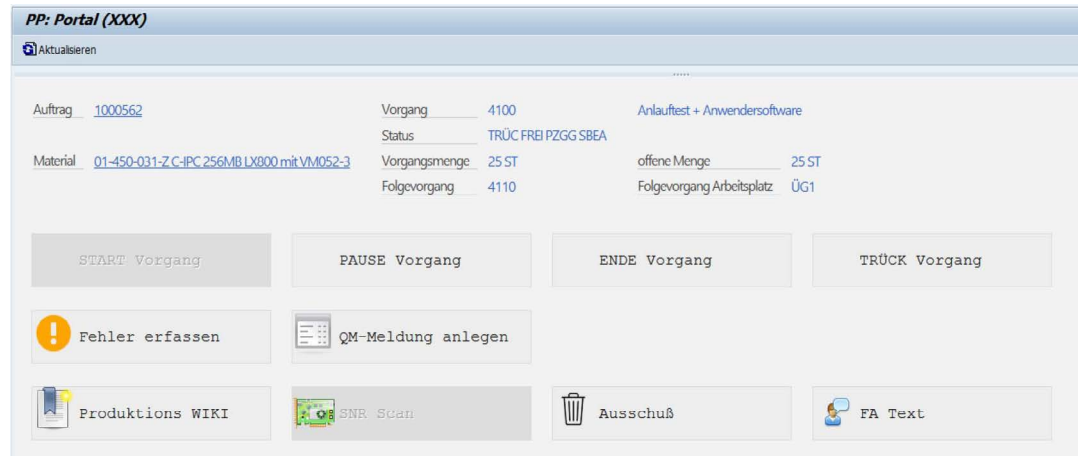 PP: Portal (XXX)
Aktualisieren
Auftrag 1000562 Vorgang 4100 Anlauftest + Anwendersoftware
Status TRÜC FREI PZGG SBEA
Material 01-450-031-Z C-IPC 256MB LX800 mit VM052-3 Vorgangsmenge 25 ST offene Menge 25 ST
Folgevorgang 4110 Folgevorgang Arbeitsplatz ÜG1
START Vorgang PAUSE Vorgang ENDE Vorgang TRÜCK Vorgang
Fehler erfassen QM-Meldung anlegen
Produktions WIKI SNR Scan Ausschuß FA Text